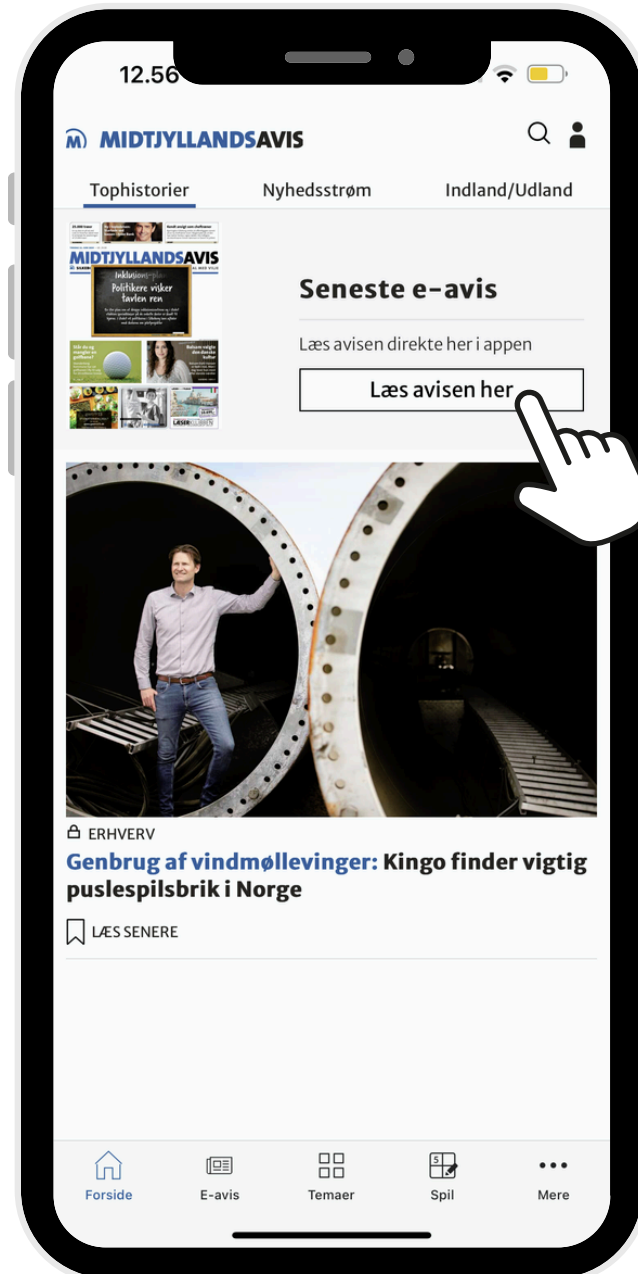 12.56
MIDTJYLLANDSAVIS
Tophistorier Nyhedsstrøm Indland/Udland
MIDTJYLLANDSAVIS
Inklusions-
Politikere visker
tavlen ren
Seneste e-avis
Læs avisen direkte her i appen
Læs avisen her
ERHVERV
Genbrug af vindmøllevinger: Kingo finder vigtig
puslespilsbrik i Norge
LÆS SENERE
5
Forside E-avis Temaer Spil Mere